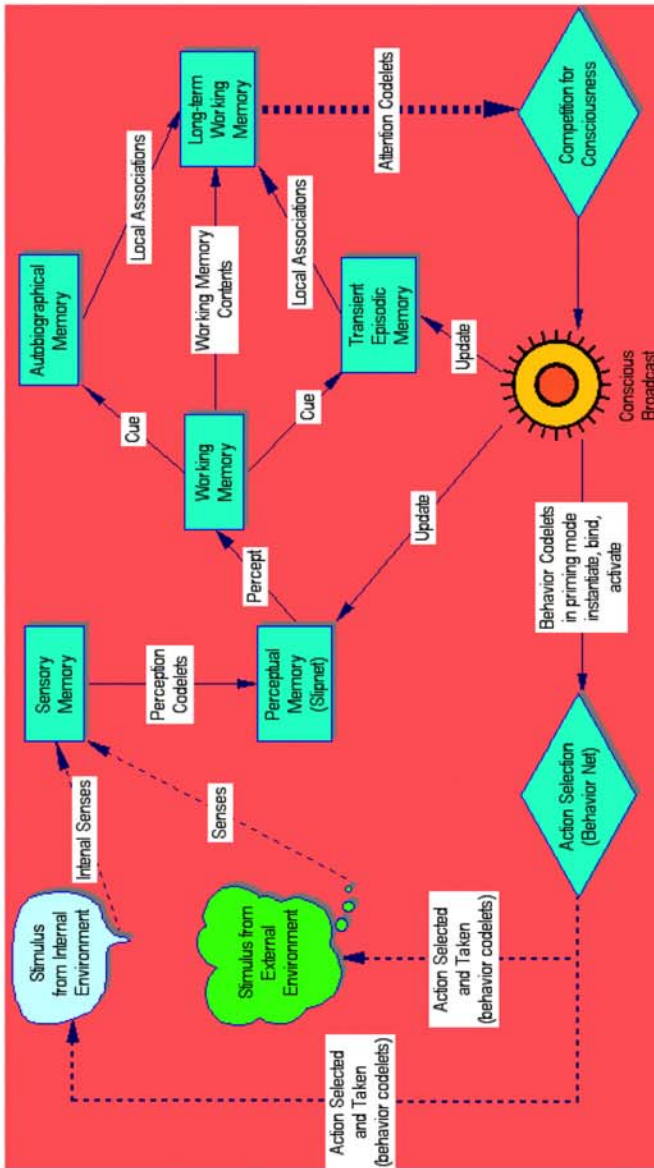 Stimulus
from Internal
Environment
Intenal Senses
Sensory
Memory
Autobiographical
Memory
Local Associations
Long-term
Working
Memory
Senses
Perception
Codelets
Cue
Working Memory
Contents
Attention Codelets
Stimulus from
External
Environment
Perceptual
Memory
(Slipnet)
Percept
Working
Memory
Cue
Local Associations
Transient
Episodic
Memory
Action Selected
and Taken
(behavior codelets)
Action Selected
and Taken
(behavior codelets)
Update
Update
Action Selection
(Behavior Net)
Behavior Codelets
in priming mode
instantiate, bind,
activate
Conscious
Broadcast
Competition for
Consciousness